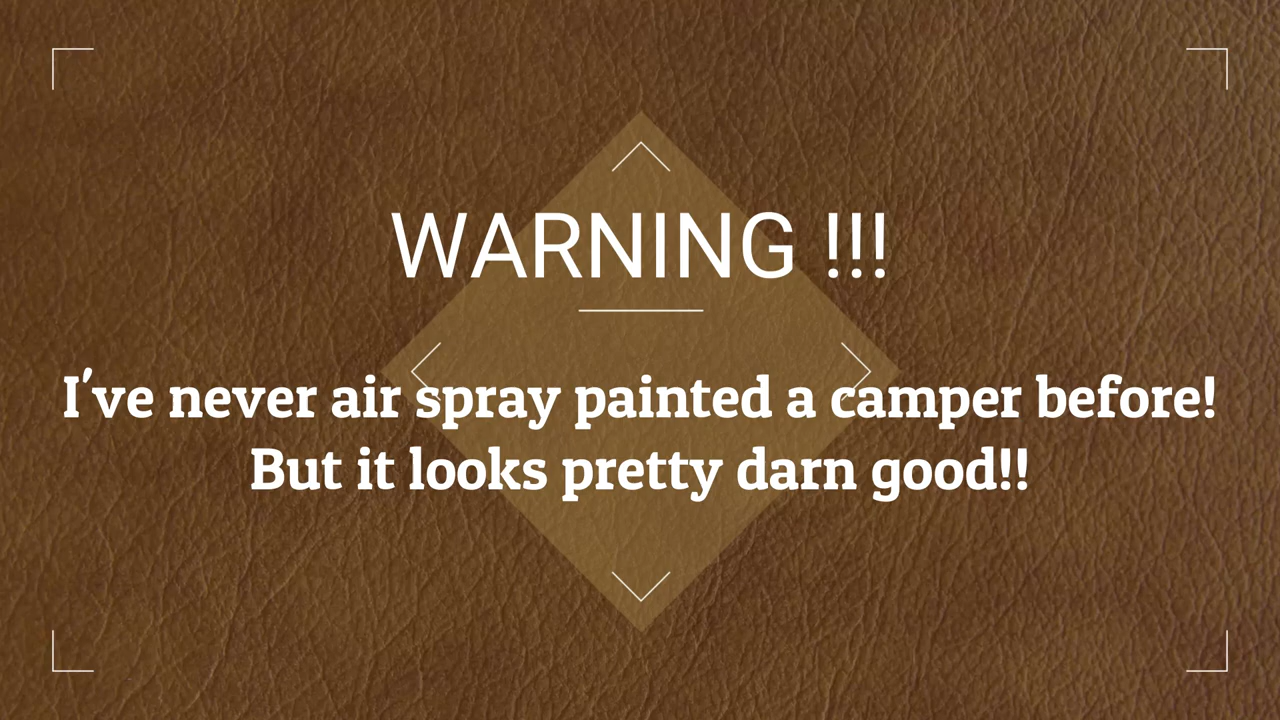 WARNING !!!
I've never air spray painted a camper before!
But it looks pretty darn good!!